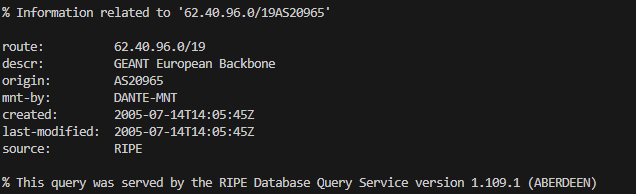 % Information related to '62.40.96.0/19AS20965'
route: 62.40.96.0/19
descr: GEANT European Backbone
origin: AS20965
mnt-by: DANTE-MNT
created: 2005-07-14T14:05:45Z
last-modified: 2005-07-14T14:05:45Z
source: RIPE
% This query was served by the RIPE Database Query Service version 1.109.1 (ABERDEEN)